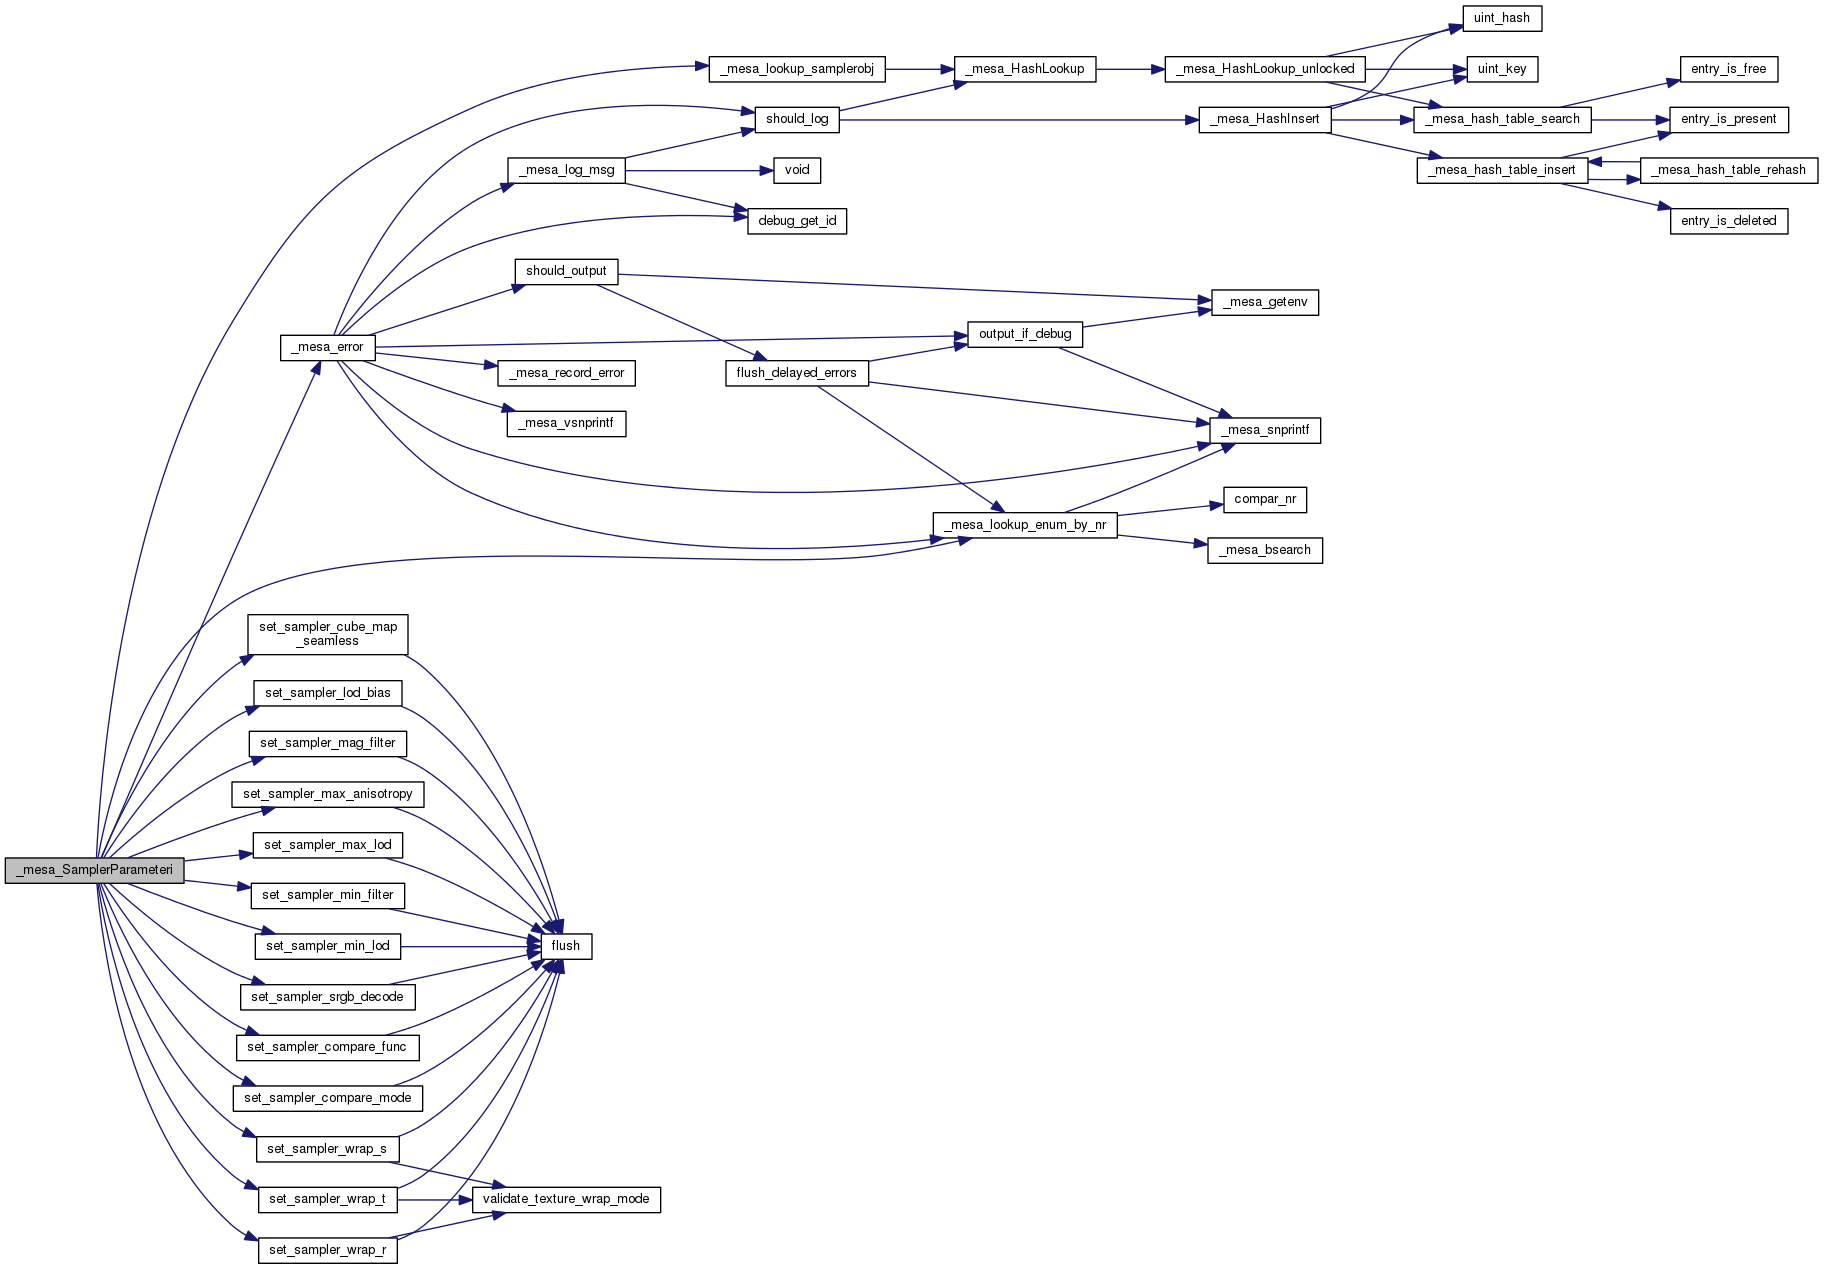 uint_hash
_mesa_lookup_samplerobj
_mesa_HashLookup
_mesa_HashLookup_unlocked
uint_key
entry_is_free
should_log
_mesa_HashInsert
_mesa_hash_table_search
entry_is_present
_mesa_log_msg
void
_mesa_hash_table_insert
_mesa_hash_table_rehash
debug_get_id
entry_is_deleted
should_output
_mesa_getenv
_mesa_error
output_if_debug
_mesa_record_error
flush_delayed_errors
_mesa_vsnprintf
_mesa_snprintf
compar_nr
_mesa_lookup_enum_by_nr
_mesa_bsearch
set_sampler_cube_map
_seamless
set_sampler_lod_bias
set_sampler_mag_filter
set_sampler_max_anisotropy
set_sampler_max_lod
_mesa_SamplerParameteri
set_sampler_min_filter
set_sampler_min_lod
flush
set_sampler_srgb_decode
set_sampler_compare_func
set_sampler_compare_mode
set_sampler_wrap_s
set_sampler_wrap_t
validate_texture_wrap_mode
set_sampler_wrap_r